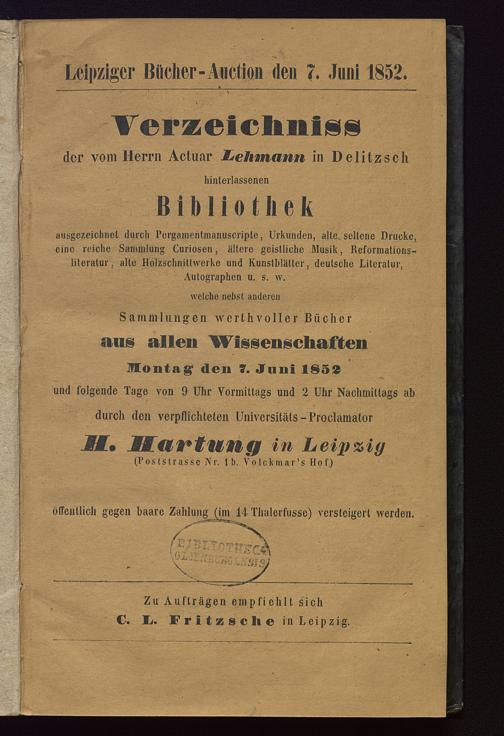 Leipziger Bücher-Auction den 7. Juni 1852.
Verzeichniss
der vom Herrn Actuar Lehmann in Delitzsch
hinterlassenen
Bibliothek
ausgezeichnet durch Pergamentmanuscripte, Urkunden, alte, seltene Drucke,
eine reiche Sammlung Curiosen, ältere geistliche Musik, Reformations-
literatur, alte Holzschnittwerke und Kunstblätter, deutsche Literatur,
Autographen u. s. w.
welche nebst anderen
Sammlungen werthvoller Bücher
aus allen Wissenschaften
Montag den 7. Juni 1852
und folgende Tage von 9 Uhr Vormittags und 2 Uhr Nachmittags ab
durch den verpflichteten Universitäts-Proclamator
H. Hartung in Leipzig
(Poststrasse Nr. 1b. Volckmar's Hof)
öffentlich gegen baare Zahlung (im 14 Thalerfusse) versteigert werden.
BIBLIOTHECA
OLDENBURGENSIS
Zu Aufträgen empfiehlt sich
C. L. Fritzsche in Leipzig.